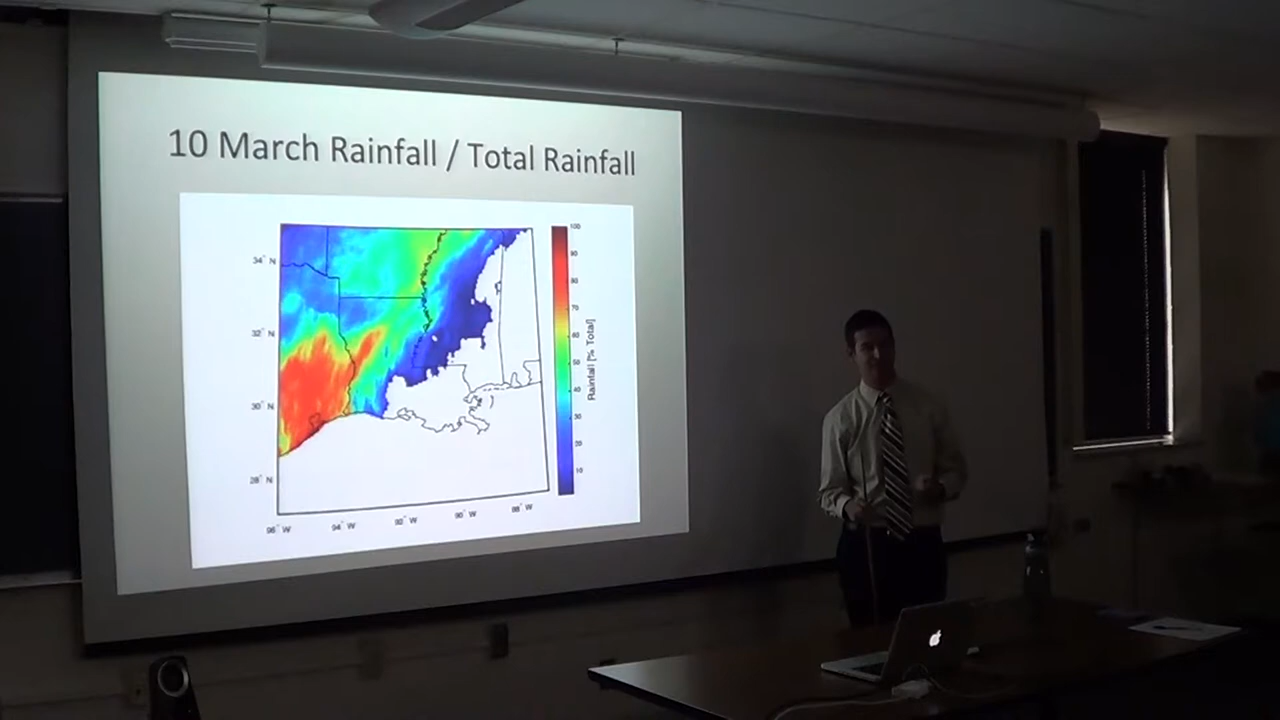 10 March Rainfall / Total Rainfall
34° N
32° N
30° N
28° N
96° W
94° W
92° W
90° W
88° W
100
90
80
70
60
50
40
30
20
10
Rainfall [% Total]